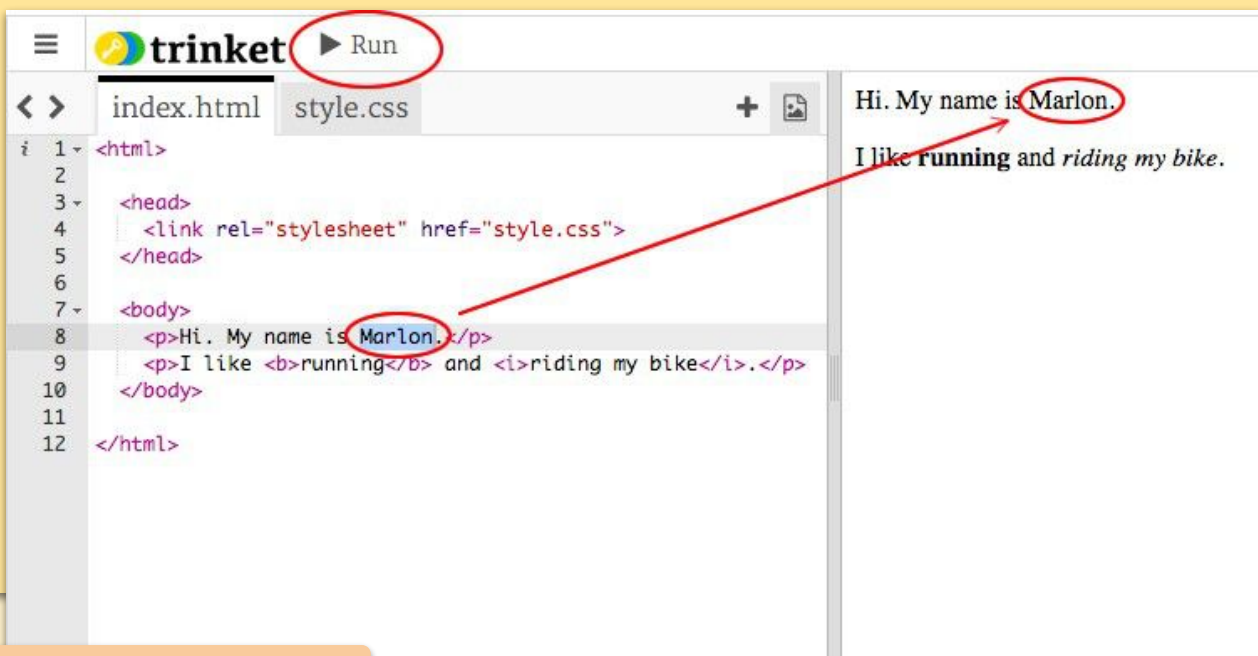 trinket Run
index.html style.css
i 1 <html>
2
3 <head>
4 <link rel="stylesheet" href="style.css">
5 </head>
6
7 <body>
8 <p>Hi. My name is Marlon.</p>
9 <p>I like <b>running</b> and <i>riding my bike</i>.</p>
10 </body>
11
12 </html>
Hi. My name is Marlon.
I like running and riding my bike.